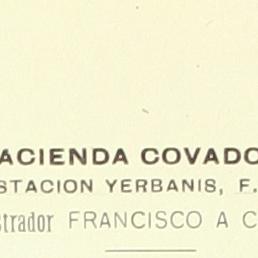 ACIENDA COVADO
STACION YERBANIS, F.
strador FRANCISCO A C